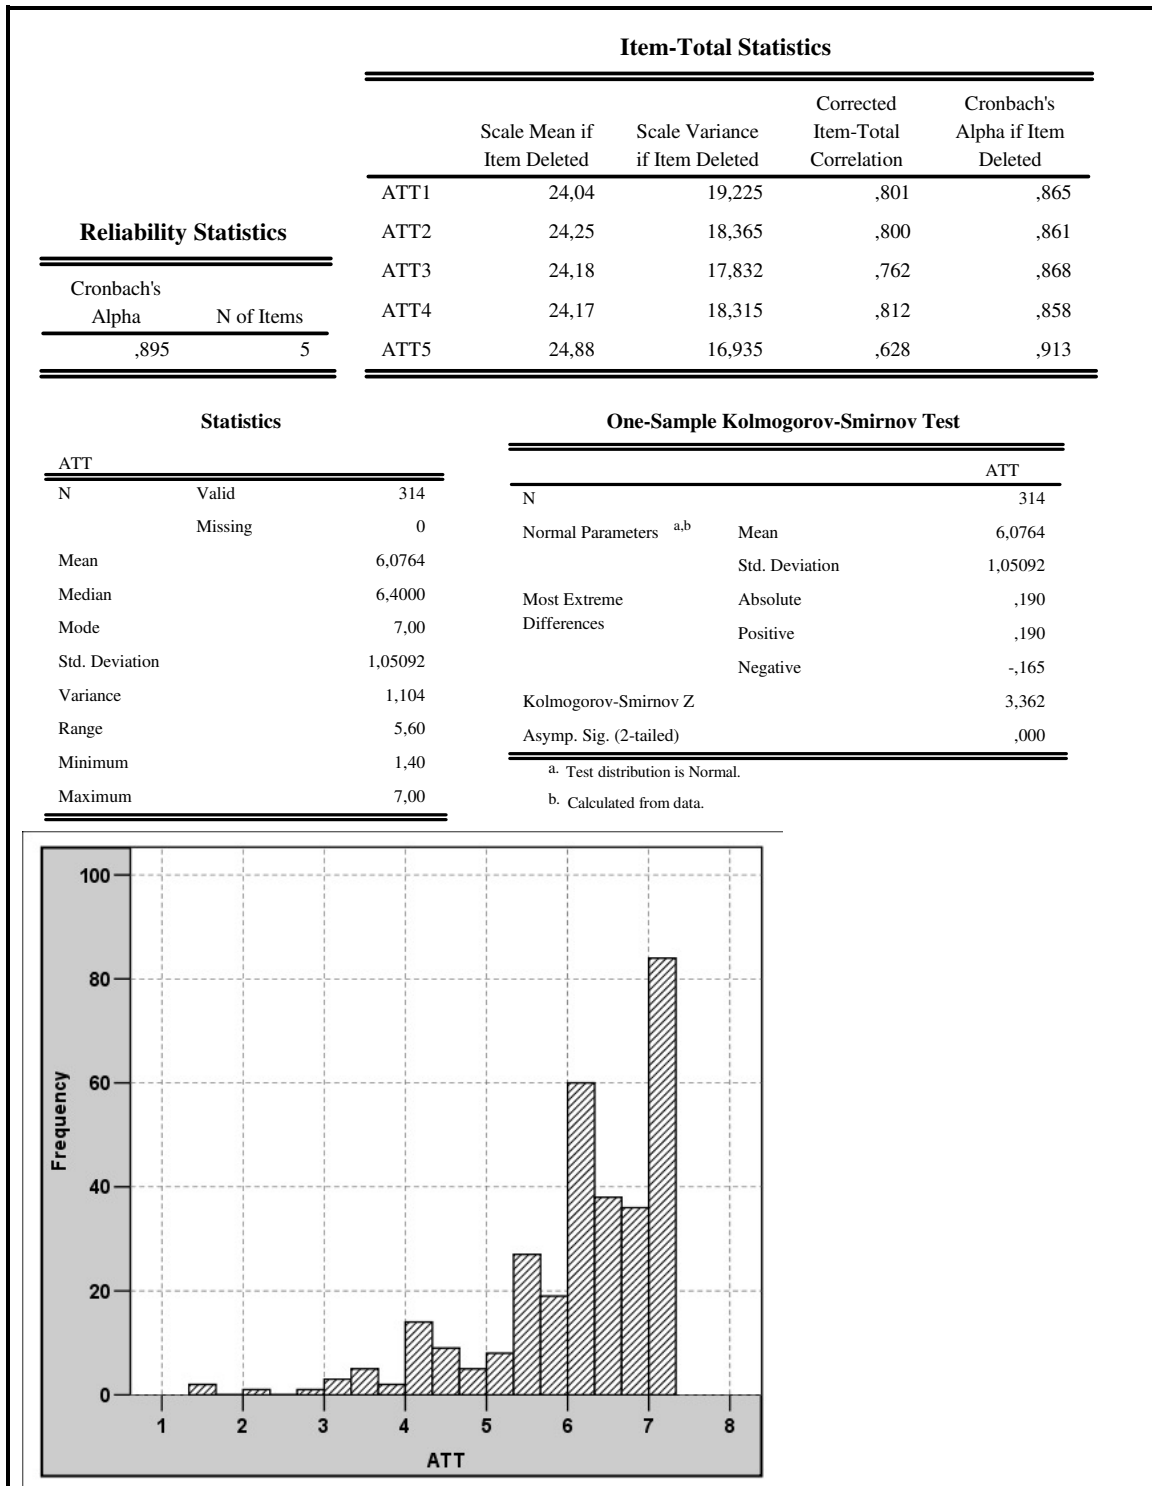 Item-Total Statistics
Scale Mean if Item Deleted	Scale Variance if Item Deleted	Corrected Item-Total Correlation	Cronbach's Alpha if Item Deleted
ATT1	24,04	19,225	,801	,865
ATT2	24,25	18,365	,800	,861
ATT3	24,18	17,832	,762	,868
ATT4	24,17	18,315	,812	,858
ATT5	24,88	16,935	,628	,913
Reliability Statistics
Cronbach's Alpha	N of Items
,895	5
Statistics
ATT
N	Valid	314
Missing	0
Mean	6,0764
Median	6,4000
Mode	7,00
Std. Deviation	1,05092
Variance	1,104
Range	5,60
Minimum	1,40
Maximum	7,00
One-Sample Kolmogorov-Smirnov Test
ATT
N	314
Normal Parameters a,b	Mean	6,0764
Std. Deviation	1,05092
Most Extreme Differences	Absolute	,190
Positive	,190
Negative	-,165
Kolmogorov-Smirnov Z	3,362
Asymp. Sig. (2-tailed)	,000
a. Test distribution is Normal.
b. Calculated from data.
Frequency
100
80
60
40
20
0
1	2	3	4	5	6	7	8
ATT